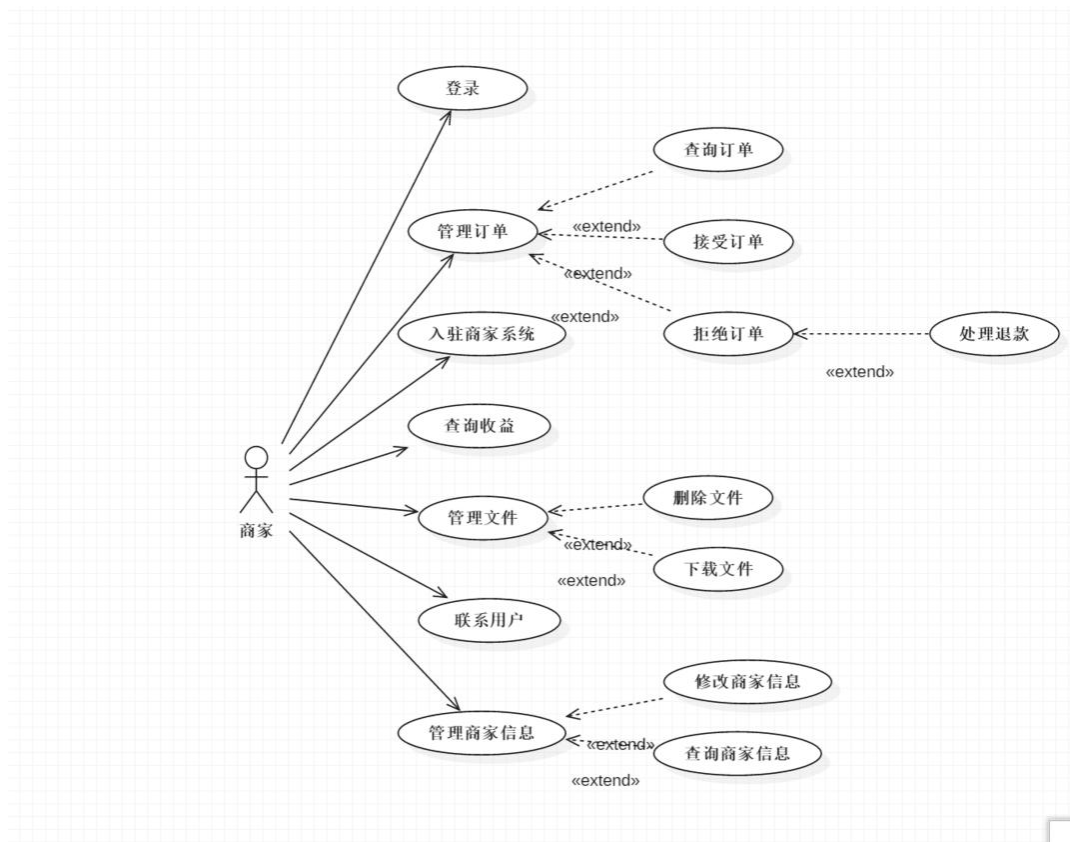 登录
查询订单
管理订单
«extend»
接受订单
«extend»
«extend»
入驻商家系统
拒绝订单
处理退款
«extend»
查询收益
商家
管理文件
删除文件
«extend»
下载文件
«extend»
联系用户
修改商家信息
管理商家信息
«extend»
查询商家信息
«extend»